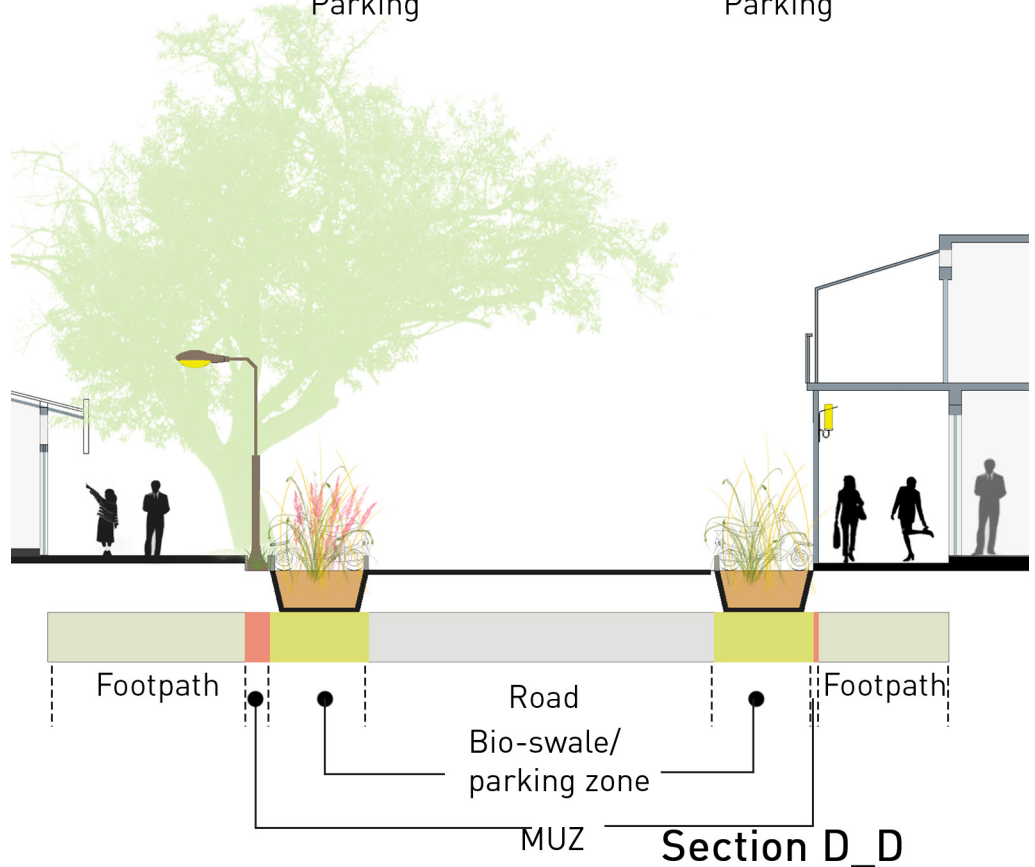 Parking
Parking
Footpath
Road
Footpath
Bio-swale/
parking zone
MUZ
Section D_D